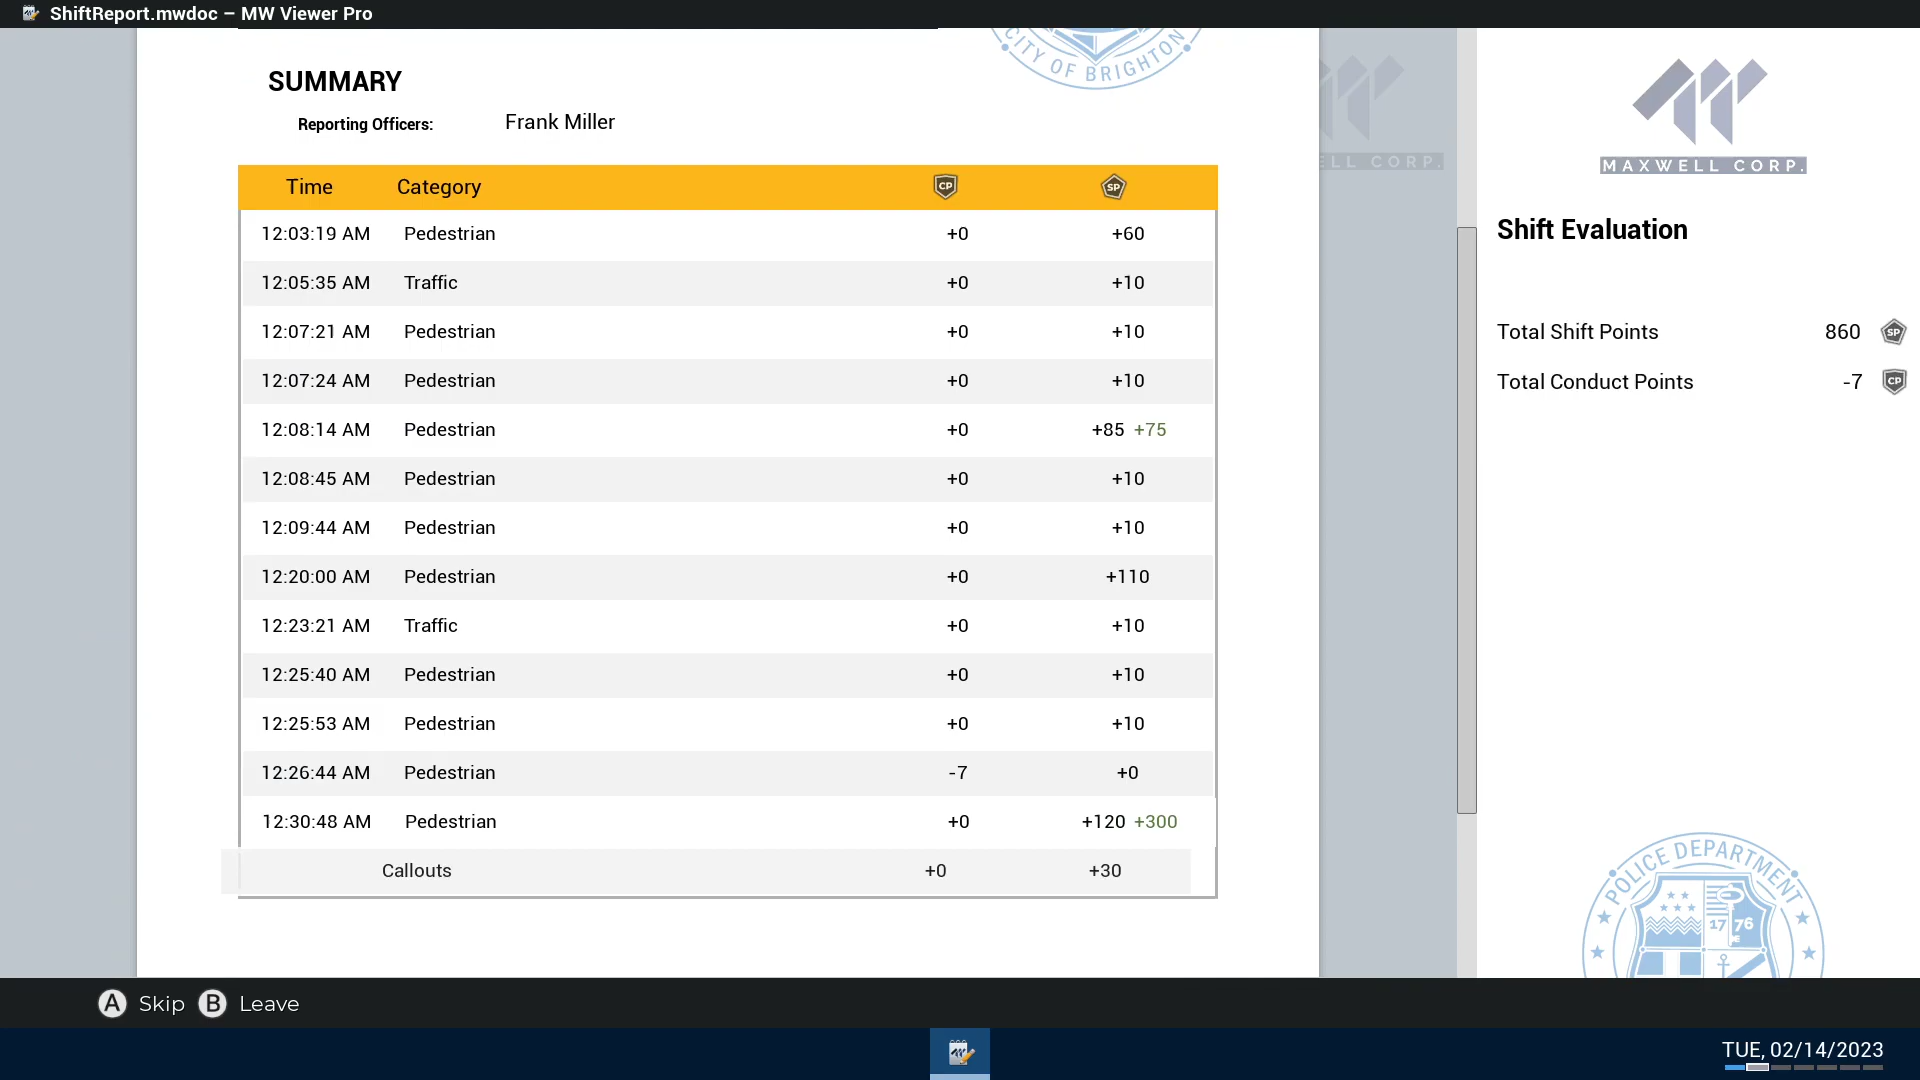 ShiftReport.mwdoc – MW Viewer Pro
CITY OF BRIGHTON
SUMMARY
Reporting Officers: Frank Miller
Time Category CP SP
12:03:19 AM Pedestrian +0 +60
12:05:35 AM Traffic +0 +10
12:07:21 AM Pedestrian +0 +10
12:07:24 AM Pedestrian +0 +10
12:08:14 AM Pedestrian +0 +85 +75
12:08:45 AM Pedestrian +0 +10
12:09:44 AM Pedestrian +0 +10
12:20:00 AM Pedestrian +0 +110
12:23:21 AM Traffic +0 +10
12:25:40 AM Pedestrian +0 +10
12:25:53 AM Pedestrian +0 +10
12:26:44 AM Pedestrian -7 +0
12:30:48 AM Pedestrian +0 +120 +300
Callouts +0 +30
ELL CORP.
MAXWELL CORP.
Shift Evaluation
Total Shift Points 860 SP
Total Conduct Points -7 CP
POLICE DEPARTMENT
17 76
A Skip B Leave
TUE, 02/14/2023